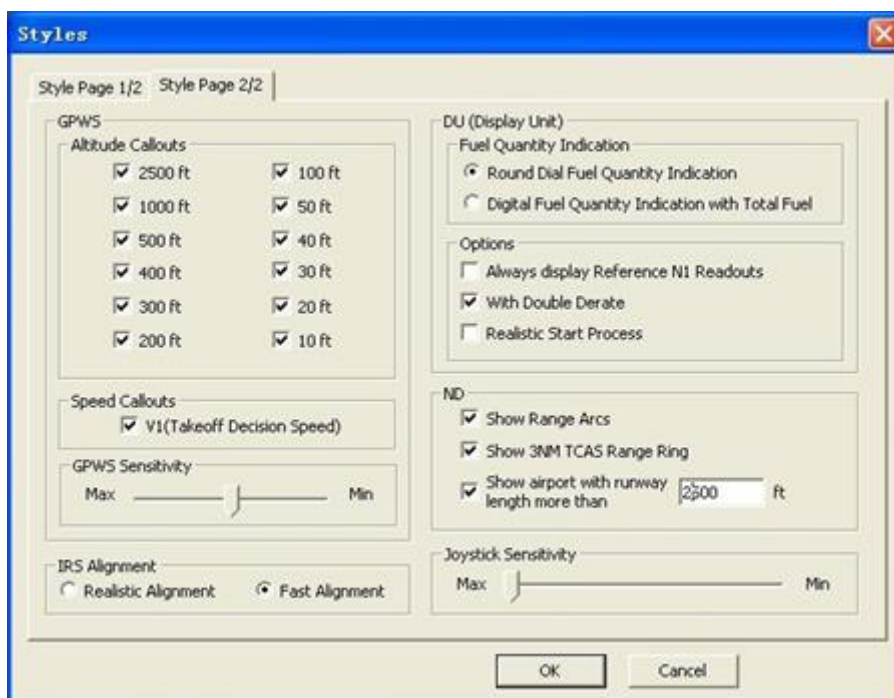 Styles
Style Page 1/2 Style Page 2/2
GPWS
Altitude Callouts
2500 ft 100 ft
1000 ft 50 ft
500 ft 40 ft
400 ft 30 ft
300 ft 20 ft
200 ft 10 ft
Speed Callouts
V1(Takeoff Decision Speed)
GPWS Sensitivity
Max Min
IRS Alignment
Realistic Alignment Fast Alignment
DU (Display Unit)
Fuel Quantity Indication
Round Dial Fuel Quantity Indication
Digital Fuel Quantity Indication with Total Fuel
Options
Always display Reference N1 Readouts
With Double Derate
Realistic Start Process
ND
Show Range Arcs
Show 3NM TCAS Range Ring
Show airport with runway
length more than ft
Joystick Sensitivity
Max Min
OK Cancel